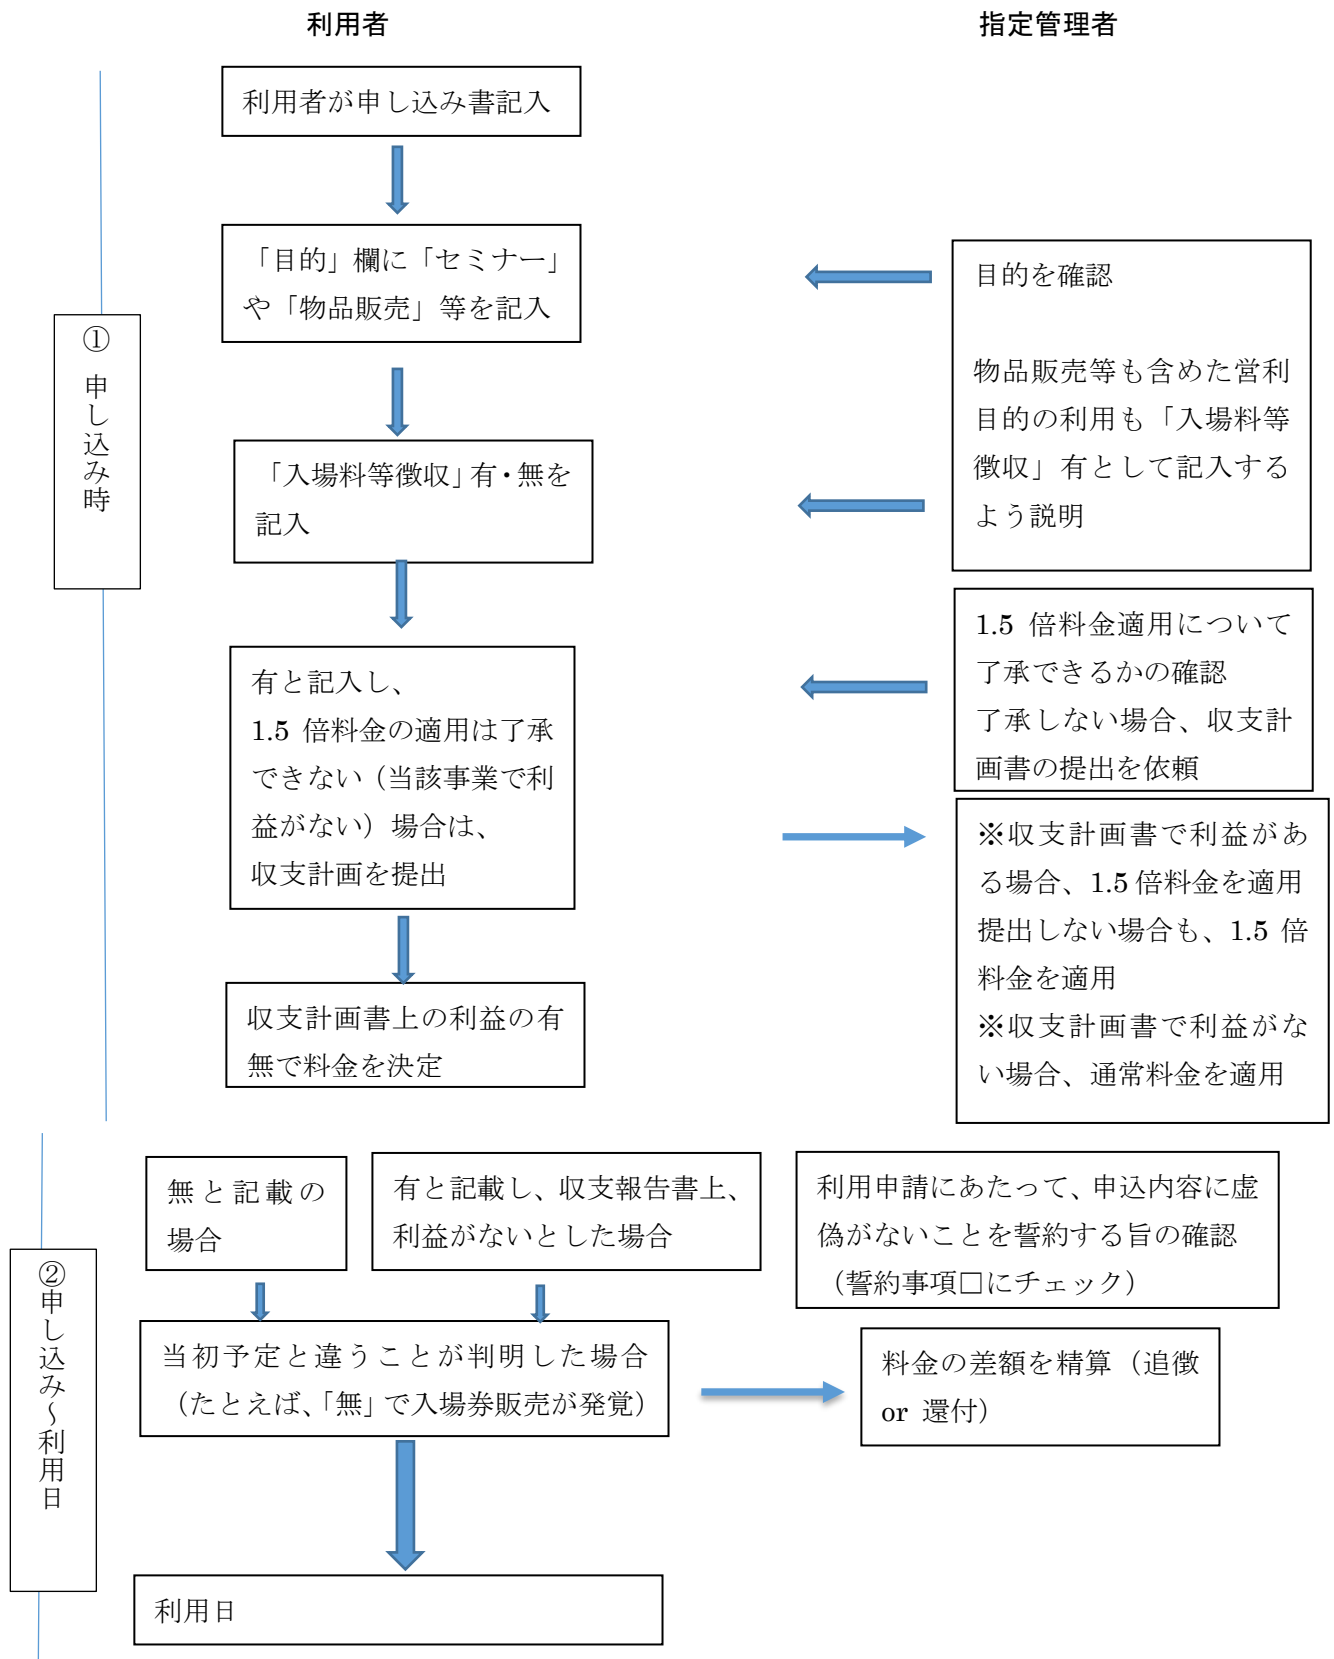 利用者
指定管理者
利用者が申し込み書記入
「目的」欄に「セミナー」
や「物品販売」等を記入
目的を確認
物品販売等も含めた営利
目的の利用も「入場料等
徴収」有として記入する
よう説明
① 申し込み時
「入場料等徴収」有・無を
記入
1.5 倍料金適用について
了承できるかの確認
了承しない場合、収支計
画書の提出を依頼
有と記入し、
1.5 倍料金の適用は了承
できない（当該事業で利
益がない）場合は、
収支計画を提出
※収支計画書で利益があ
る場合、1.5 倍料金を適用
提出しない場合も、1.5 倍
料金を適用
※収支計画書で利益がな
い場合、通常料金を適用
収支計画書上の利益の有
無で料金を決定
無と記載の
場合
有と記載し、収支報告書上、
利益がないとした場合
利用申請にあたって、申込内容に虚
偽がないことを誓約する旨の確認
（誓約事項□にチェック）
②申し込み～利用日
当初予定と違うことが判明した場合
（たとえば、「無」で入場券販売が発覚）
料金の差額を精算（追徴
or 還付）
利用日